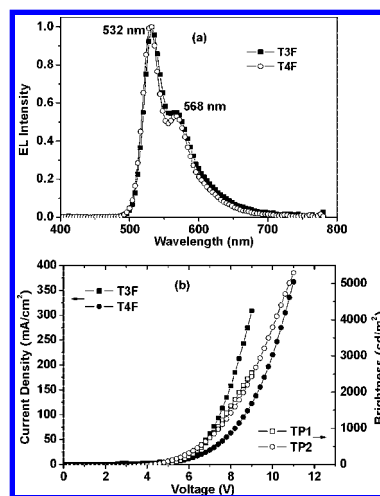 (a)
532 nm
568 nm
T3F
T4F
EL Intensity
1.0
0.8
0.6
0.4
0.2
0.0
400 500 600 700 800
Wavelength (nm)
(b)
T3F
T4F
Current Density (mA/cm²)
400
350
300
250
200
150
100
50
0
5000
4000
3000
2000
1000
0
Brightness (cd/m²)
TP1
TP2
0 2 4 6 8 10 12
Voltage (V)